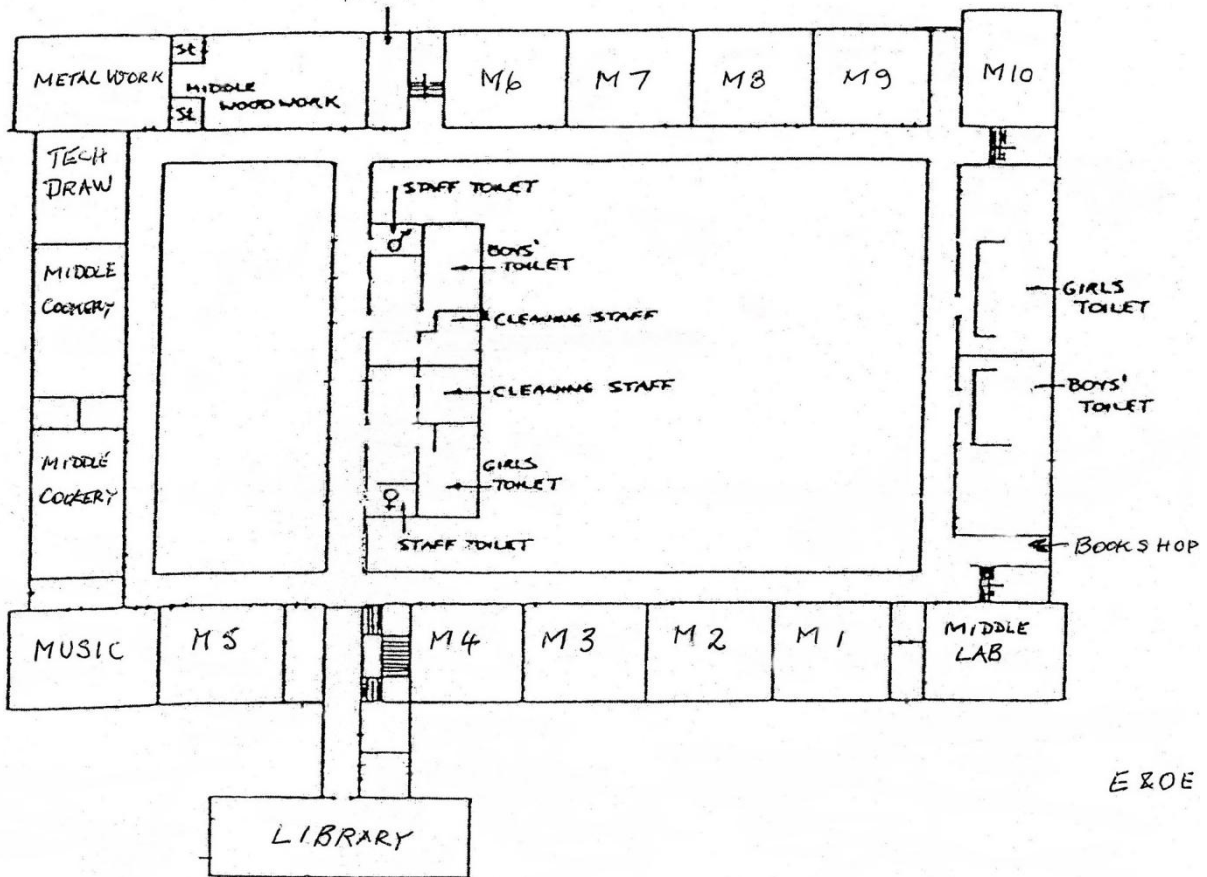 METAL WORK
St
St
MIDDLE
WOODWORK
M6
M7
M8
M9
M10
TECH
DRAW
STAFF TOILET
♂
BOYS'
TOILET
CLEANING STAFF
CLEANING STAFF
GIRLS
TOILET
♀
STAFF TOILET
MIDDLE
COOKERY
MIDDLE
COOKERY
GIRLS
TOILET
BOYS'
TOILET
BOOKSHOP
MUSIC
M5
M4
M3
M2
M1
MIDDLE
LAB
E&OE
LIBRARY